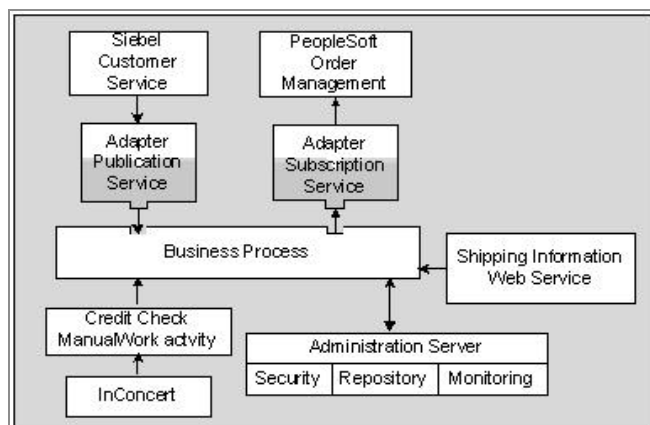 Siebel
Customer
Service
PeopleSoft
Order
Management
Adapter
Publication
Service
Adapter
Subscription
Service
Business Process
Shipping Information
Web Service
Credit Check
ManualWork actvity
InConcert
Administration Server
Security
Repository
Monitoring